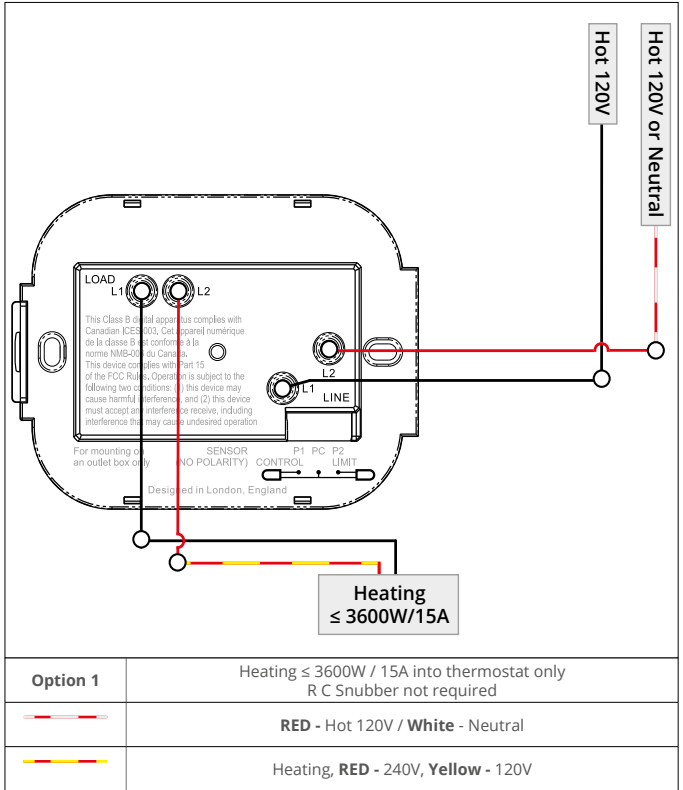 Hot 120V
Hot 120V or Neutral
LOAD
L1
L2
This Class B digital apparatus complies with
Canadian ICES-003, Cet appareil numérique
de la classe B est conforme à la
norme NMB-003 du Canada.
This device complies with Part 15
of the FCC Rules, Operation is subject to the
following two conditions: (1) this device may
cause harmful interference, and (2) this device
must accept any interference receive, including
interference that may cause undesired operation
L2
L1
LINE
For mounting on
an outlet box only
SENSOR
(NO POLARITY)
P1 PC P2
CONTROL
LIMIT
Designed in London, England
Heating
≤ 3600W/15A
Option 1
Heating ≤ 3600W / 15A into thermostat only
R C Snubber not required
RED - Hot 120V / White - Neutral
Heating, RED - 240V, Yellow - 120V